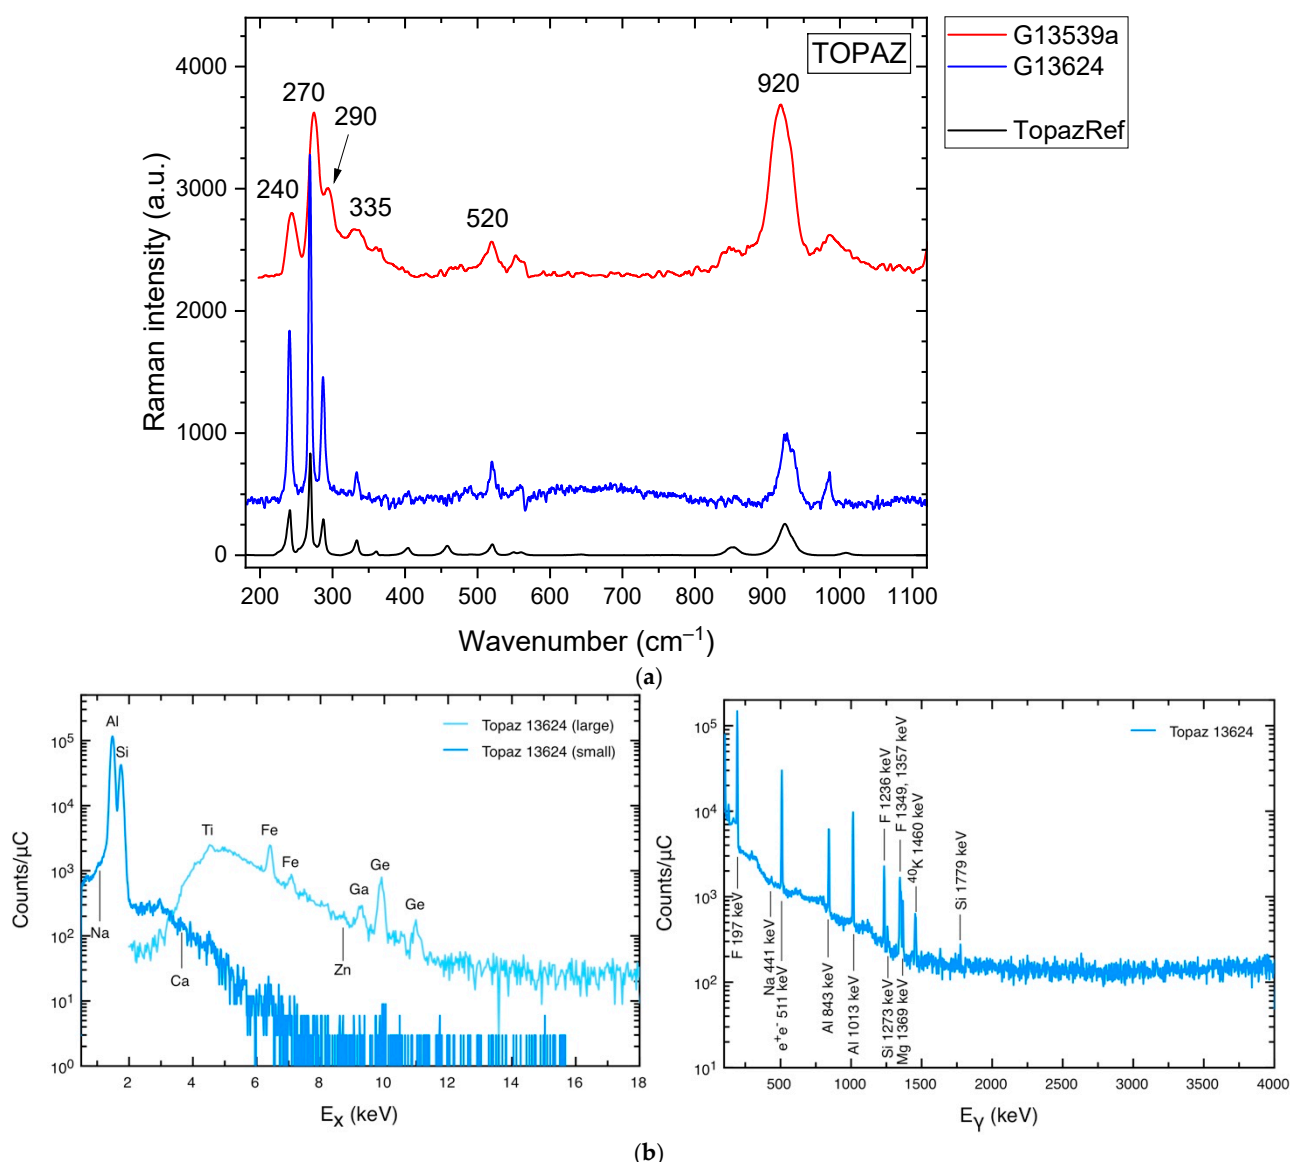 TOPAZ
G13539a
G13624
TopazRef
4000
3000
2000
1000
0
Raman intensity (a.u.)
270
290
240
335
520
920
200 300 400 500 600 700 800 900 1000 1100
Wavenumber (cm⁻¹)
(a)
Counts/µC
10⁵
10⁴
10³
10²
10¹
10⁰
Al
Si
Na
Ca
Ti
Fe
Fe
Zn
Ga
Ge
Ge
Topaz 13624 (large)
Topaz 13624 (small)
2 4 6 8 10 12 14 16 18
E_X (keV)
Counts/µC
10⁵
10⁴
10³
10²
10¹
F 197 keV
Na 441 keV
e⁺e⁻ 511 keV
Al 843 keV
Al 1013 keV
F 1236 keV
Si 1273 keV
F 1349, 1357 keV
Mg 1369 keV
⁴⁰K 1460 keV
Si 1779 keV
Topaz 13624
500 1000 1500 2000 2500 3000 3500 4000
E_γ (keV)
(b)